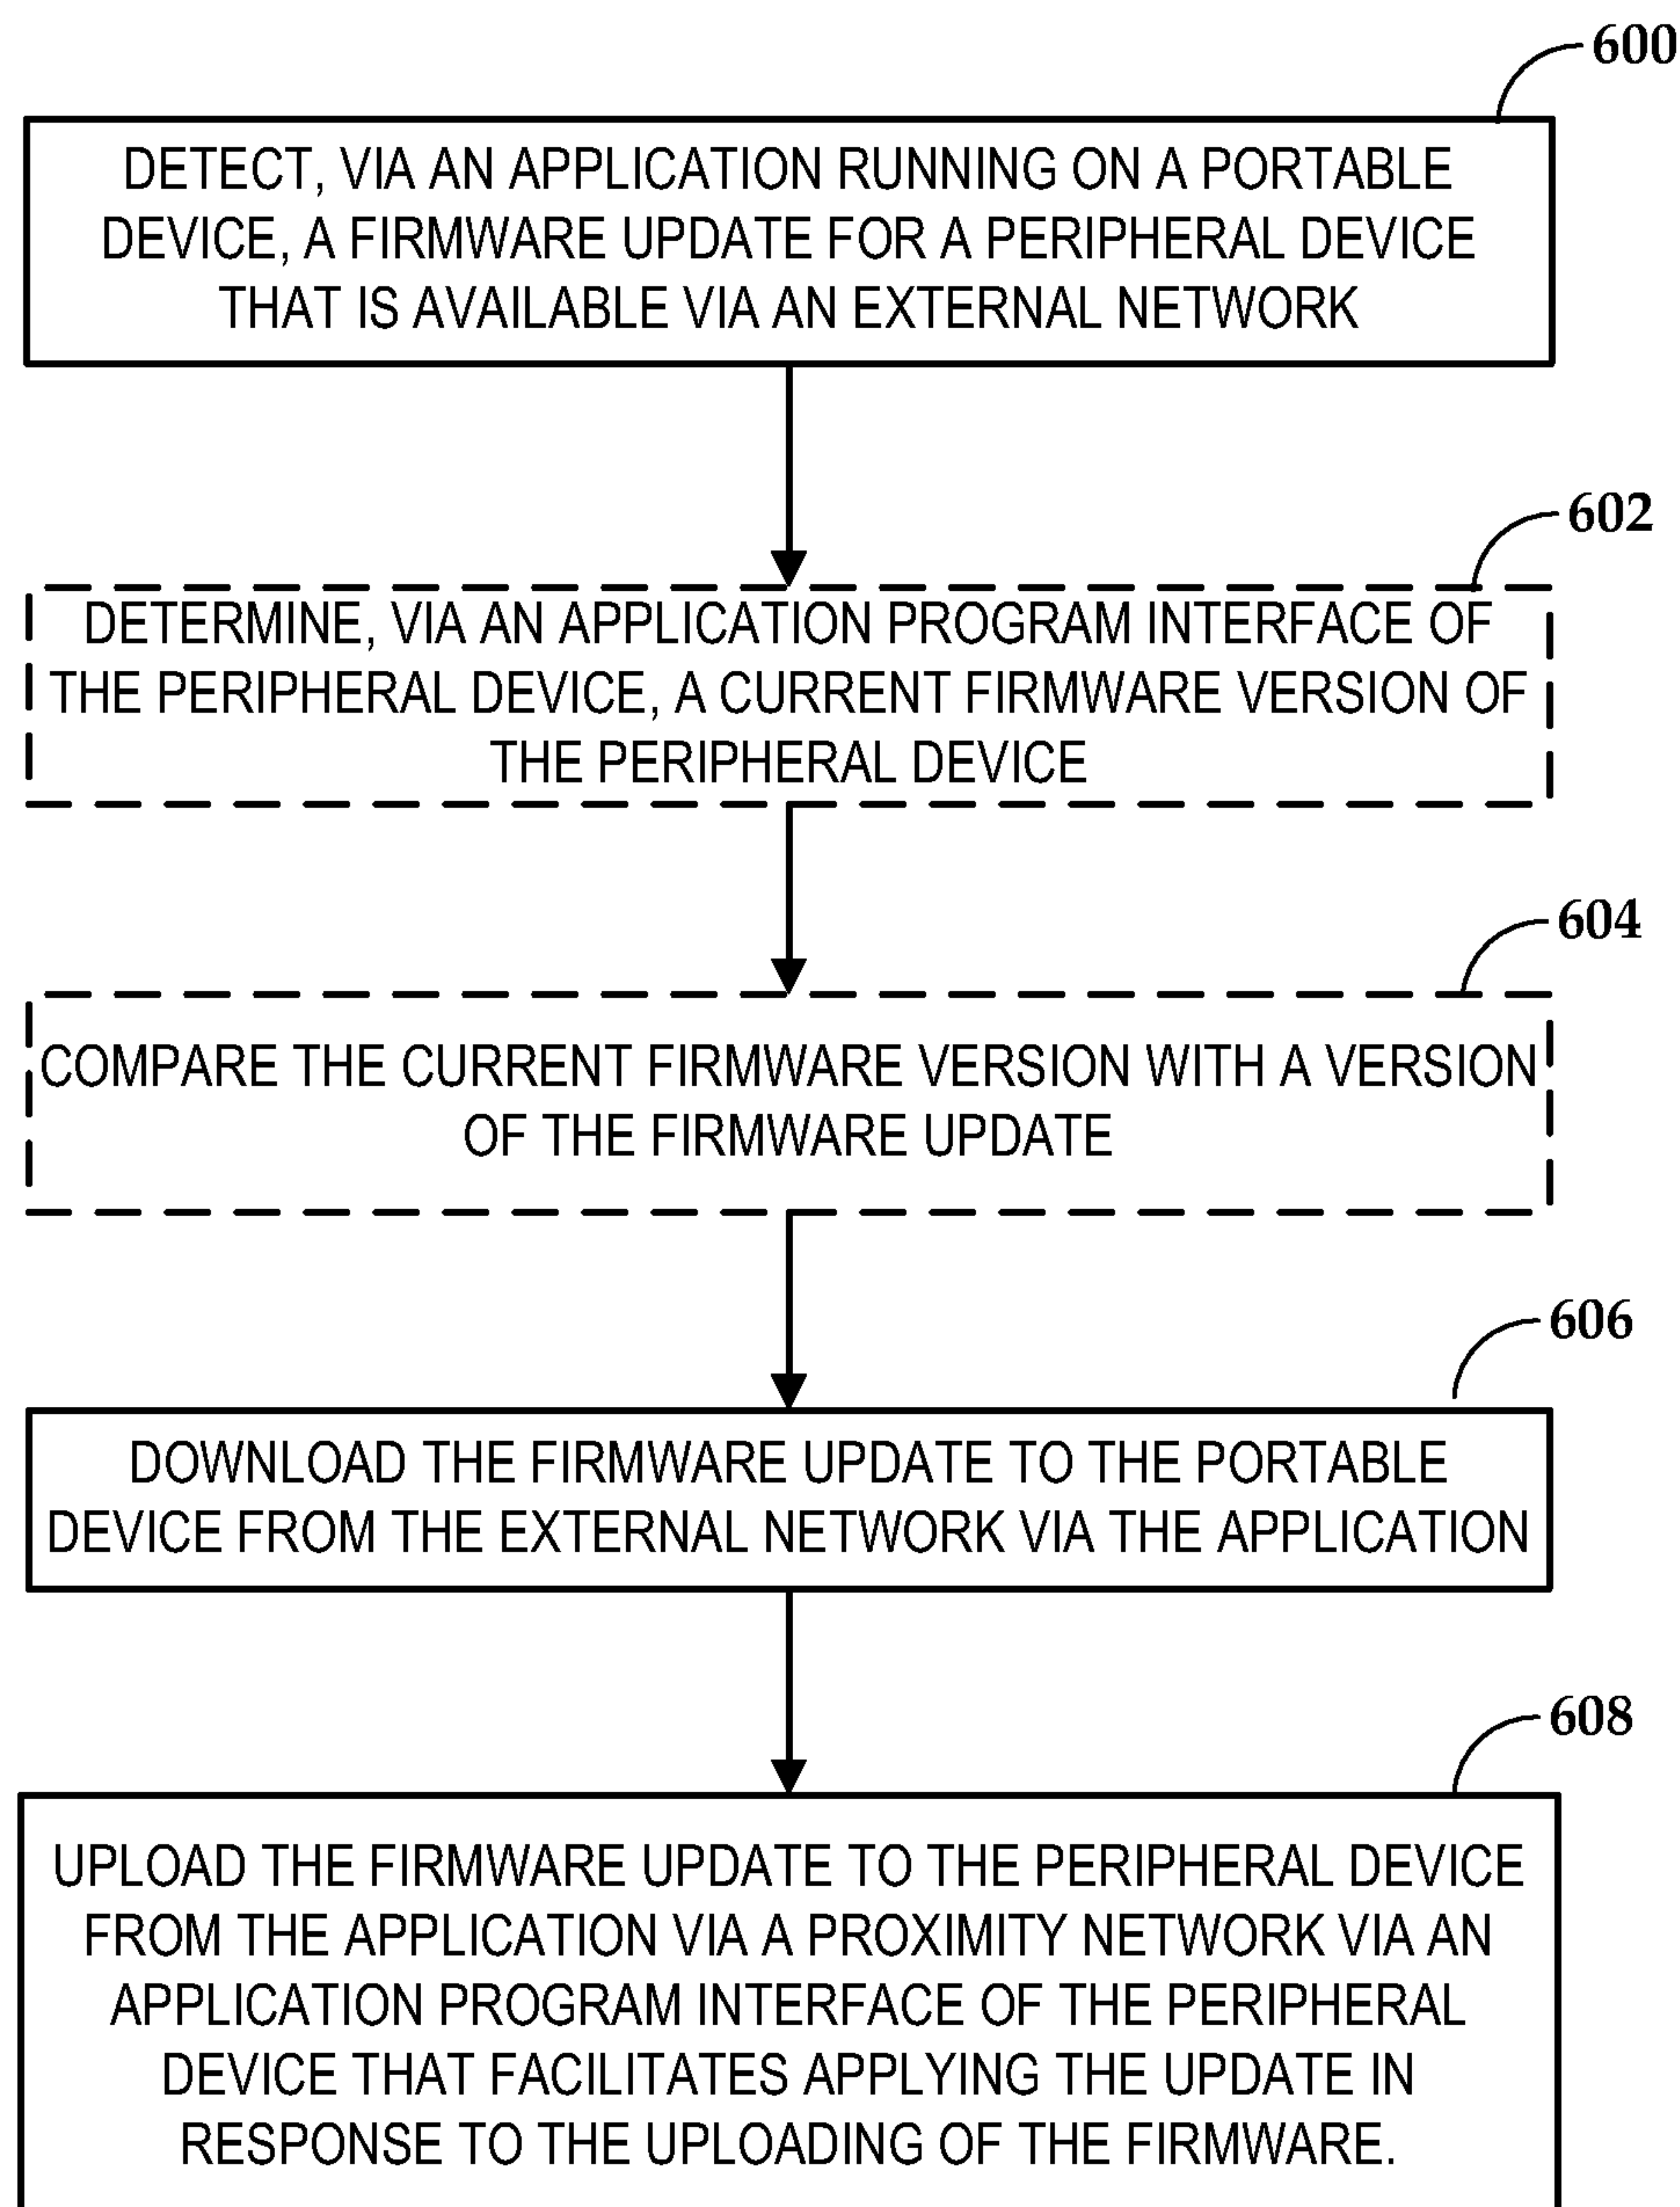 600
DETECT, VIA AN APPLICATION RUNNING ON A PORTABLE
DEVICE, A FIRMWARE UPDATE FOR A PERIPHERAL DEVICE
THAT IS AVAILABLE VIA AN EXTERNAL NETWORK
602
DETERMINE, VIA AN APPLICATION PROGRAM INTERFACE OF
THE PERIPHERAL DEVICE, A CURRENT FIRMWARE VERSION OF
THE PERIPHERAL DEVICE
604
COMPARE THE CURRENT FIRMWARE VERSION WITH A VERSION
OF THE FIRMWARE UPDATE
606
DOWNLOAD THE FIRMWARE UPDATE TO THE PORTABLE
DEVICE FROM THE EXTERNAL NETWORK VIA THE APPLICATION
608
UPLOAD THE FIRMWARE UPDATE TO THE PERIPHERAL DEVICE
FROM THE APPLICATION VIA A PROXIMITY NETWORK VIA AN
APPLICATION PROGRAM INTERFACE OF THE PERIPHERAL
DEVICE THAT FACILITATES APPLYING THE UPDATE IN
RESPONSE TO THE UPLOADING OF THE FIRMWARE.